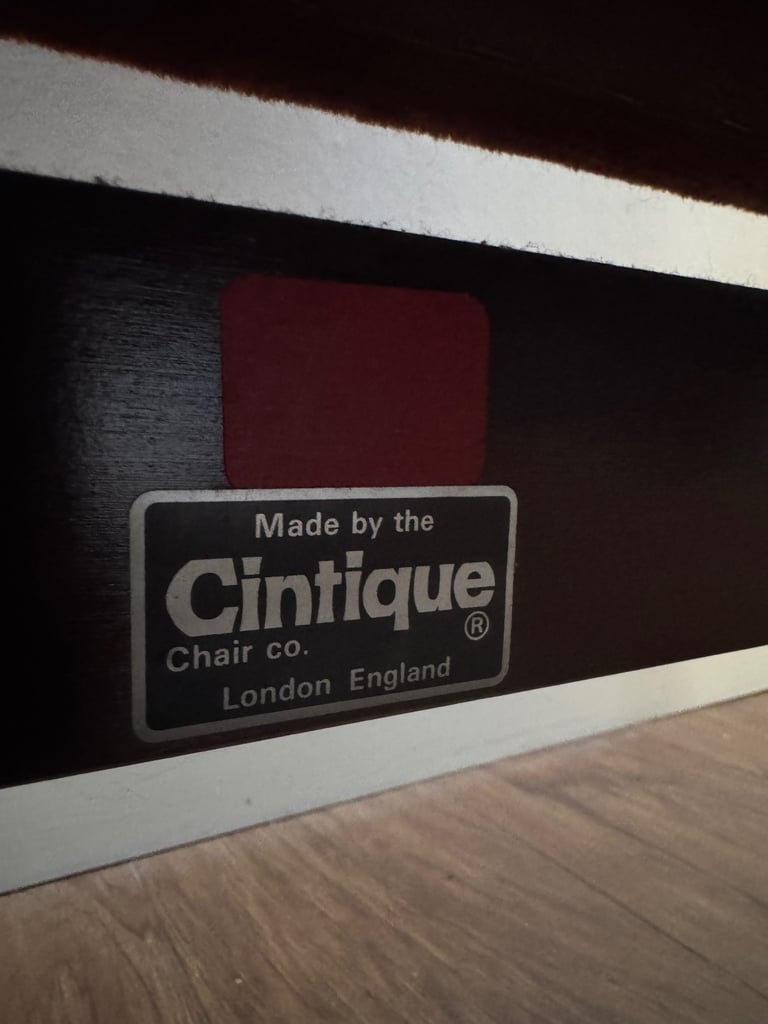 Made by the
Cintique
®
Chair co.
London England